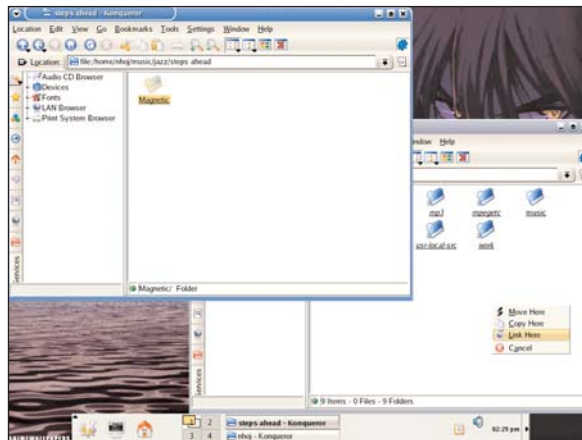 steps ahead - Konqueror
Location Edit View Go Bookmarks Tools Settings Window Help
Location: file:/home/nhoj/music/jazz/steps ahead
Audio CD Browser
Devices
Fonts
LAN Browser
Print System Browser
Magnetic
Services
Magnetic/ Folder
Window Help
mp3 mpegetc music
usr-local-src work
Move Here
Copy Here
Link Here
Cancel
Services
9 Items - 0 Files - 9 Folders
2
3 4
steps ahead - Konqueror
nhoj - Konqueror
02:29 pm